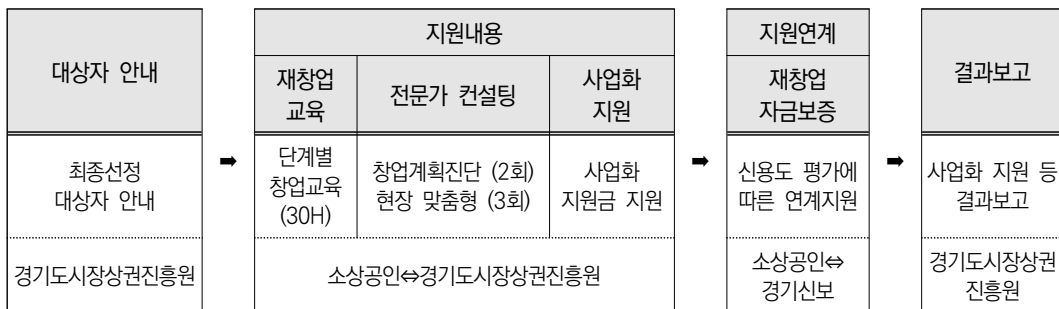 대상자 안내
최종선정
대상자 안내
경기도시장상권진흥원
➡
지원내용
재창업
교육
전문가 컨설팅
사업화
지원
단계별
창업교육
(30H)
창업계획진단 (2회)
현장 맞춤형 (3회)
사업화
지원금 지원
소상공인⇔경기도시장상권진흥원
➡
지원연계
재창업
자금보증
신용도 평가에
따른 연계지원
소상공인⇔
경기신보
➡
결과보고
사업화 지원 등
결과보고
경기도시장상권
진흥원